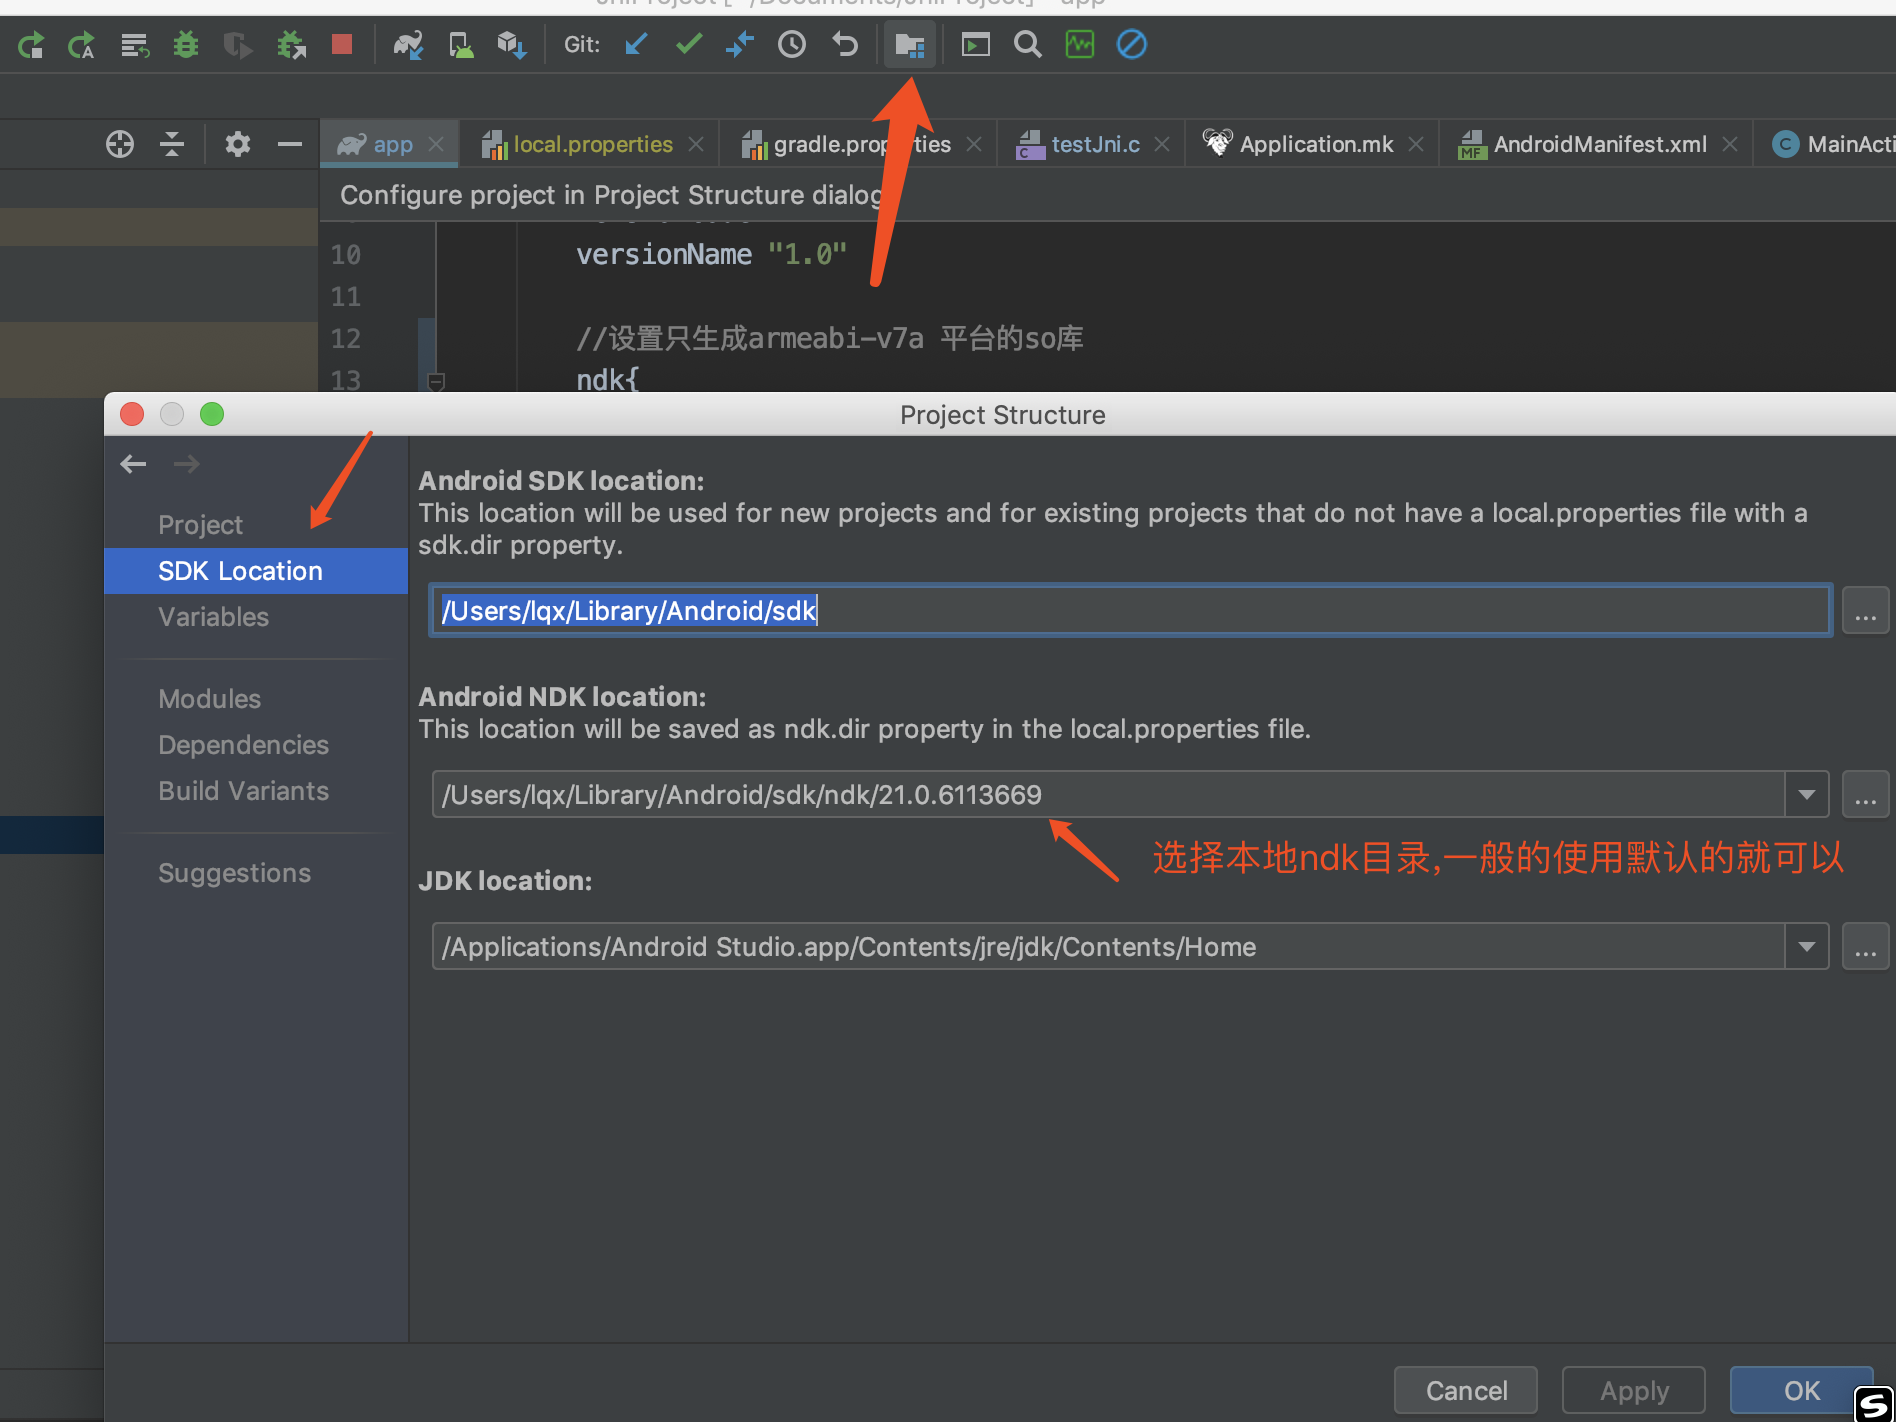 Git:
app
local.properties
gradle.properties
testJni.c
Application.mk
AndroidManifest.xml
MainActi
Configure project in Project Structure dialog
10
versionName "1.0"
11
12
//设置只生成armeabi-v7a 平台的so库
13
ndk{
Project Structure
Project
SDK Location
Variables
Modules
Dependencies
Build Variants
Suggestions
Android SDK location:
This location will be used for new projects and for existing projects that do not have a local.properties file with a
sdk.dir property.
/Users/lqx/Library/Android/sdk
...
Android NDK location:
This location will be saved as ndk.dir property in the local.properties file.
/Users/lqx/Library/Android/sdk/ndk/21.0.6113669
...
选择本地ndk目录,一般的使用默认的就可以
JDK location:
/Applications/Android Studio.app/Contents/jre/jdk/Contents/Home
...
Cancel
Apply
OK